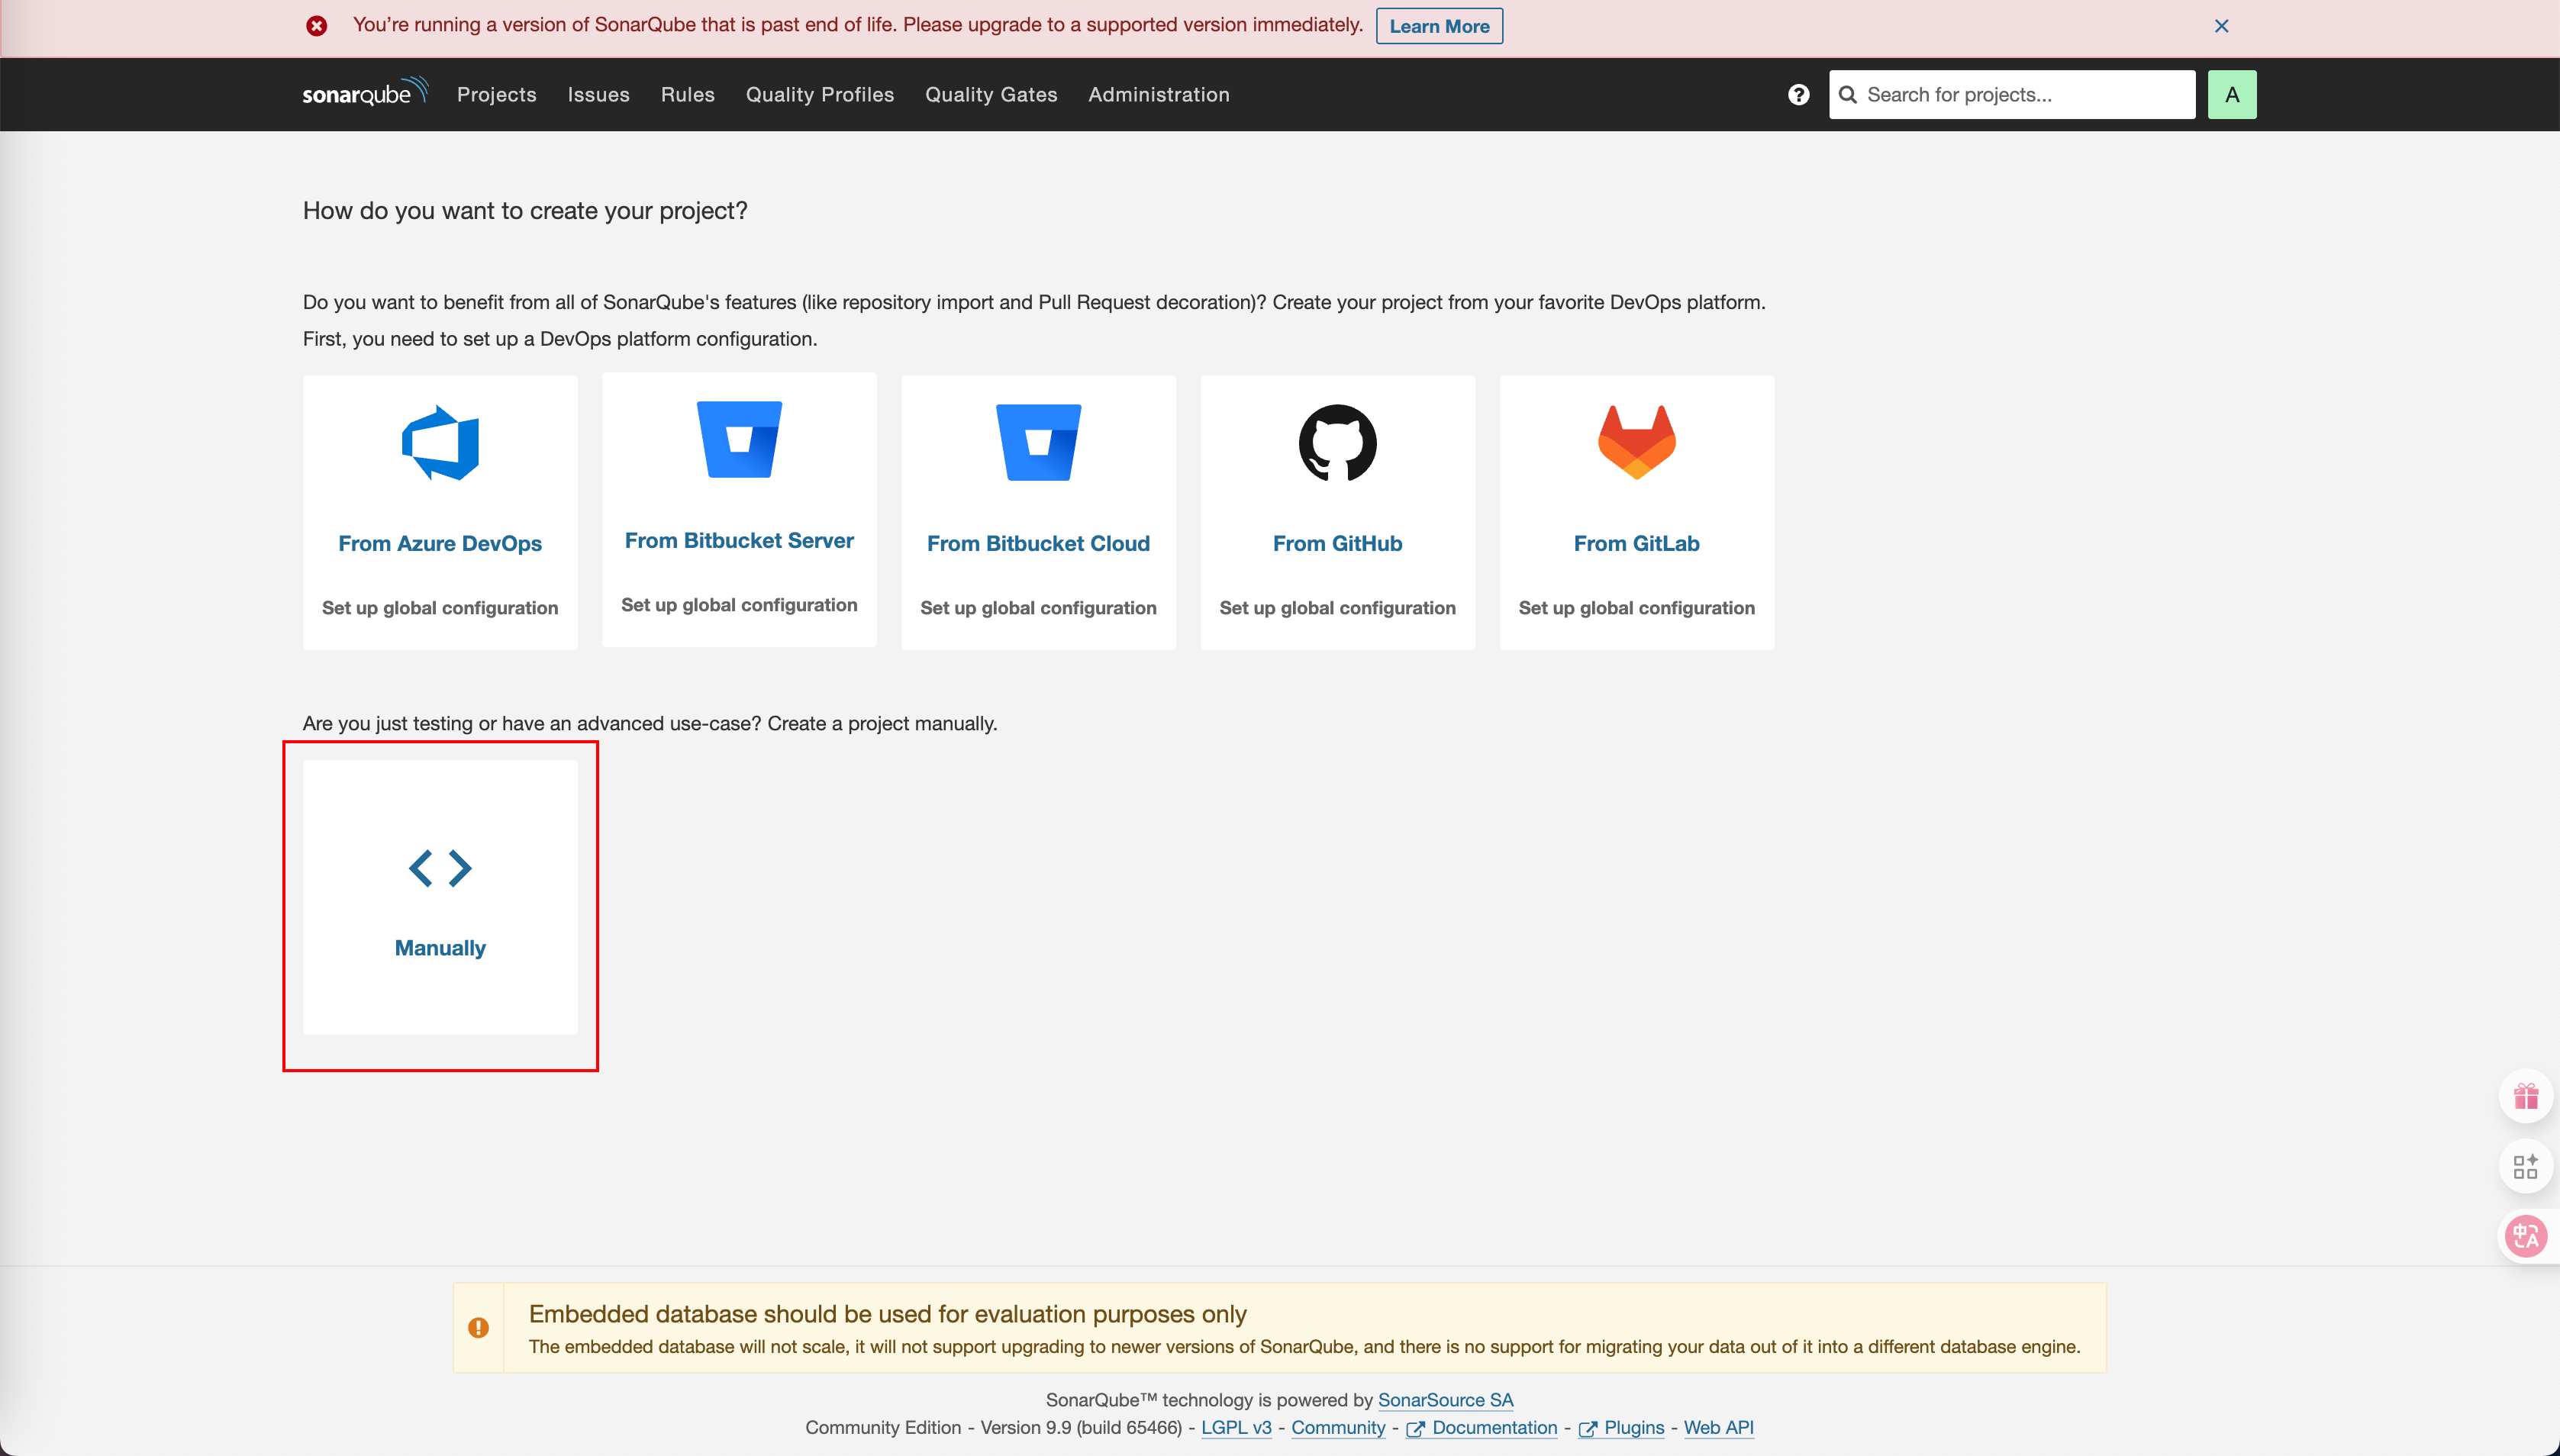 You’re running a version of SonarQube that is past end of life. Please upgrade to a supported version immediately. Learn More
sonarqube Projects Issues Rules Quality Profiles Quality Gates Administration Search for projects... A
How do you want to create your project?
Do you want to benefit from all of SonarQube's features (like repository import and Pull Request decoration)? Create your project from your favorite DevOps platform.
First, you need to set up a DevOps platform configuration.
From Azure DevOps From Bitbucket Server From Bitbucket Cloud From GitHub From GitLab
Set up global configuration Set up global configuration Set up global configuration Set up global configuration Set up global configuration
Are you just testing or have an advanced use-case? Create a project manually.
Manually
Embedded database should be used for evaluation purposes only
The embedded database will not scale, it will not support upgrading to newer versions of SonarQube, and there is no support for migrating your data out of it into a different database engine.
SonarQube™ technology is powered by SonarSource SA
Community Edition - Version 9.9 (build 65466) - LGPL v3 - Community - Documentation - Plugins - Web API